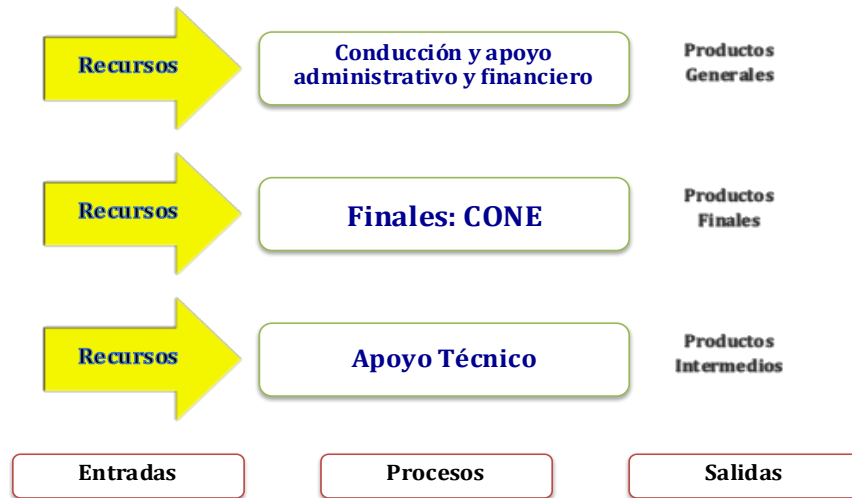 Recursos
Conducción y apoyo
administrativo y financiero
Productos
Generales
Recursos
Finales: CONE
Productos
Finales
Recursos
Apoyo Técnico
Productos
Intermedios
Entradas
Procesos
Salidas